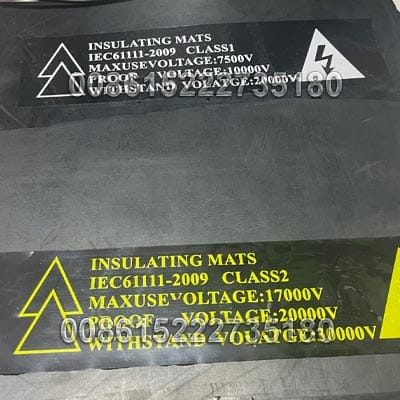 INSULATING MATS
IEC61111-2009 CLASS1
MAXUSEVOLTAGE:7500V
PROOF VOLTAGE:10000V
WITHSTAND VOLATGE:20000V
008615222735180
INSULATING MATS
IEC61111-2009 CLASS2
MAXUSEVOLTAGE:17000V
PROOF VOLTAGE:20000V
WITHSTAND VOLATGE:30000V
008615222735180